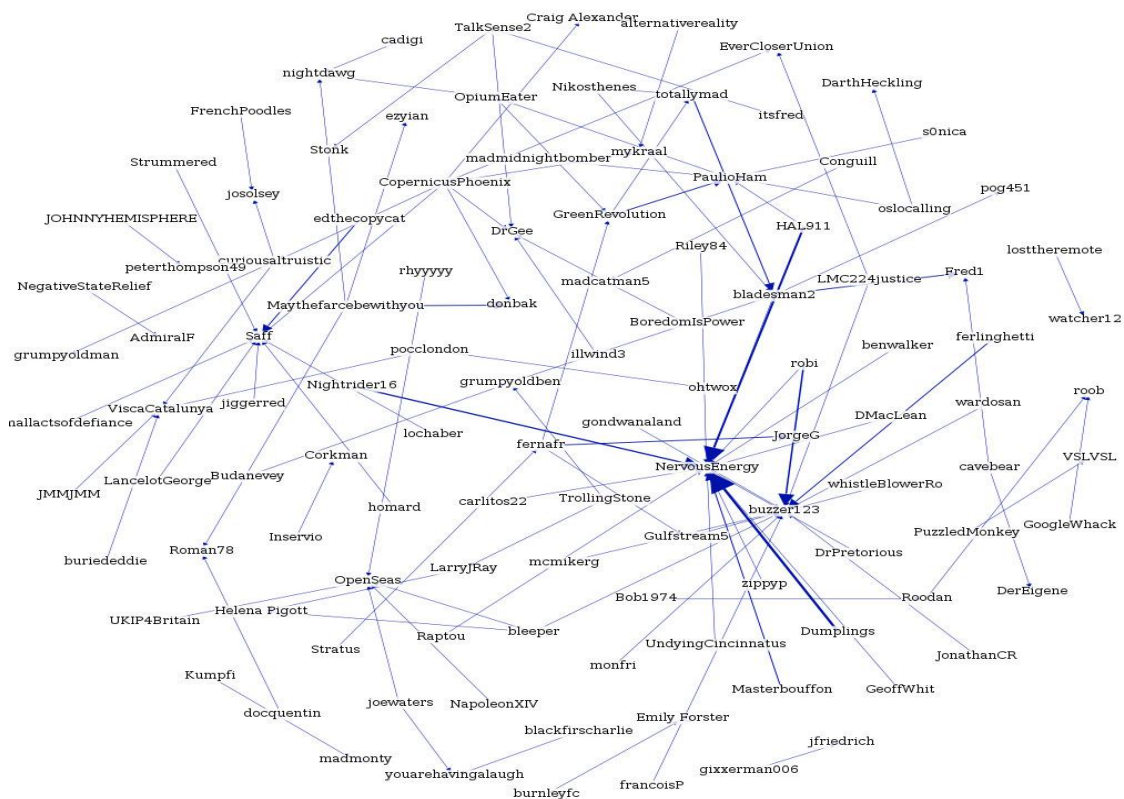 Craig Alexander
alternativereality
TalkSense2
cadigi
EverCloserUnion
nightdawg
Nikosthenes
DarthHeckling
OpiumEater
totallymad
FrenchPoodles
ezyian
itsfred
s0nica
Stonk
mykraal
Strummered
madmidnightbomber
Conguill
CopernicusPhoenix
PaulioHam
pog451
josolsey
oslocalling
JOHNNYHEMISPHERE
edthecopycat
GreenRevolution
HAL911
DrGee
Riley84
losttheremote
peterthompson49
curiousaltruistic
rhyyyyy
Fred1
NegativeStateRelief
madcatman5
LMC224justice
bladesman2
Maythefarcebewithyou
donbak
watcher12
BoredomIsPower
AdmiralF
Saff
ferlinghetti
benwalker
grumpyoldman
pocclondon
illwind3
robi
Nightrider16
grumpyoldben
ohtwox
roob
jiggerred
wardosan
ViscaCatalunya
nallactsofdefiance
gondwanaland
DMacLean
lochaber
fernafr
JorgeG
Corkman
VSLVSL
NervousEnergy
cavebear
LancelotGeorge
Budanevey
whistleBlowerRo
JMMJMM
carlitos22
TrollingStone
homard
buzzer123
GoogleWhack
Inservio
Gulfstream5
PuzzledMonkey
Roman78
DrPretorious
buriededdie
mcmikerg
LarryJRay
OpenSeas
zippyp
DerEigene
Bob1974
Roodan
Helena Pigott
UKIP4Britain
bleeper
Dumplings
Raptou
UndyingCincinnatus
Stratus
JonathanCR
monfri
Kumpfi
Masterbouffon
GeoffWhit
joewaters
NapoleonXIV
docquentin
Emily Forster
blackfirscharlie
jfriedrich
madmonty
gixxerman006
youarehavingalaugh
francoisP
burnleyfc